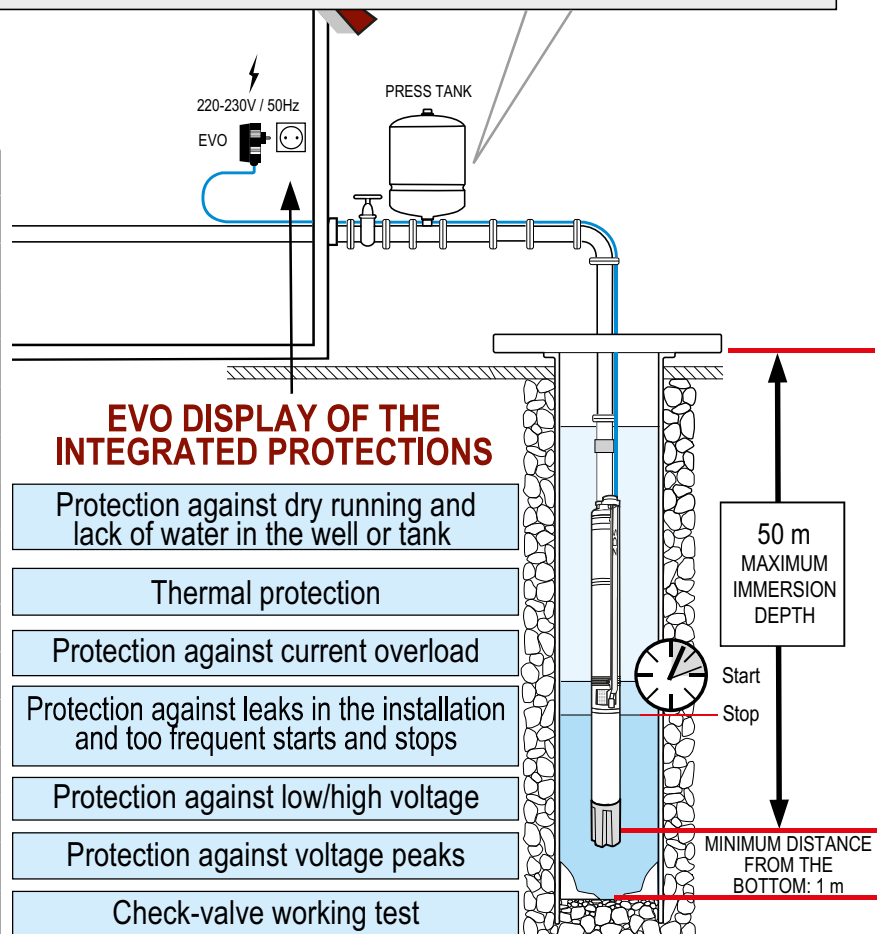 220-230V / 50Hz
EVO
PRESS TANK
EVO DISPLAY OF THE
INTEGRATED PROTECTIONS
Protection against dry running and
lack of water in the well or tank
Thermal protection
Protection against current overload
Protection against leaks in the installation
and too frequent starts and stops
Protection against low/high voltage
Protection against voltage peaks
Check-valve working test
50 m
MAXIMUM
IMMERSION
DEPTH
Start
Stop
MINIMUM DISTANCE
FROM THE
BOTTOM: 1 m